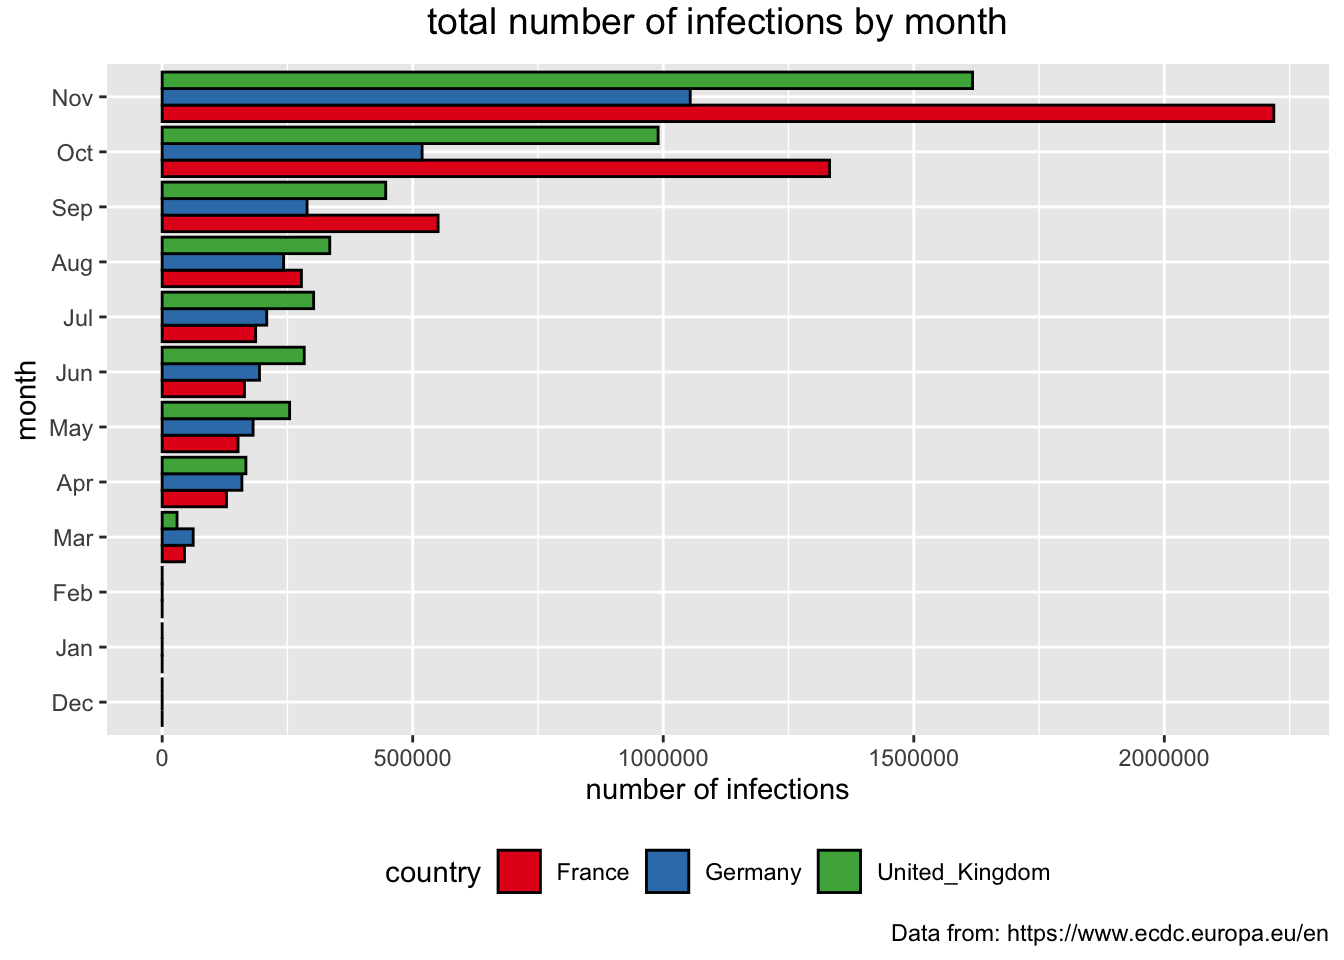 total number of infections by month
Nov
Oct
Sep
Aug
Jul
Jun
May
Apr
Mar
Feb
Jan
Dec
month
0 500000 1000000 1500000 2000000
number of infections
country France Germany United_Kingdom
Data from: https://www.ecdc.europa.eu/en